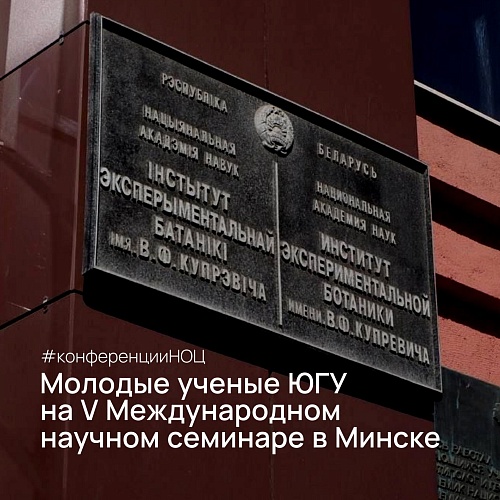 РЭСПУБЛІКА
БЕЛАРУСЬ
НАЦЫЯНАЛЬНАЯ
АКАДЭМІЯ НАВУК
ІНСТЫТУТ
ЭКСПЕРЫМЕНТАЛЬНАЙ
БАТАНІКІ
ІМЯ В.Ф.КУПРЭВІЧА
НАЦИОНАЛЬНАЯ
АКАДЕМИЯ НАУК
ИНСТИТУТ
ЭКСПЕРИМЕНТАЛЬНОЙ
БОТАНИКИ
ИМЕНИ В.Ф.КУПРЕВИЧА
#конференцииНОЦ
Молодые ученые ЮГУ
на V Международном
научном семинаре в Минске